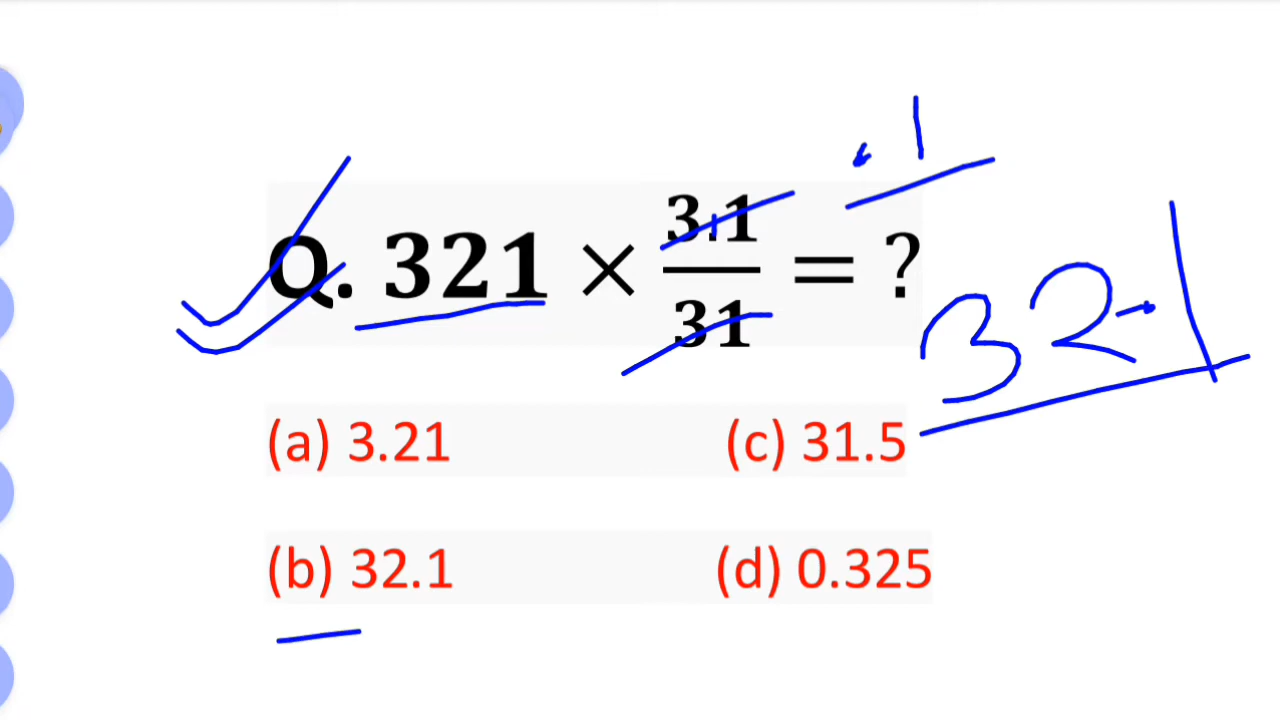 .1
Q. 321 × 3.1/31 = ?
32.1
(a) 3.21 (c) 31.5
(b) 32.1 (d) 0.325